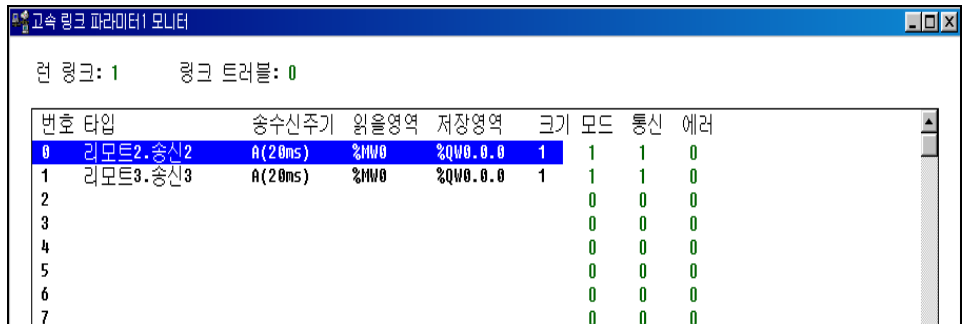 고속 링크 파라미터1 모니터
런 링크: 1 링크 트러블: 0
번호 타입 송수신주기 읽을영역 저장영역 크기 모드 통신 에러
0 리모트2.송신2 A(20ms) %MW0 %QW0.0.0 1 1 1 0
1 리모트3.송신3 A(20ms) %MW0 %QW0.0.0 1 1 1 0
2 0 0 0
3 0 0 0
4 0 0 0
5 0 0 0
6 0 0 0
7 0 0 0